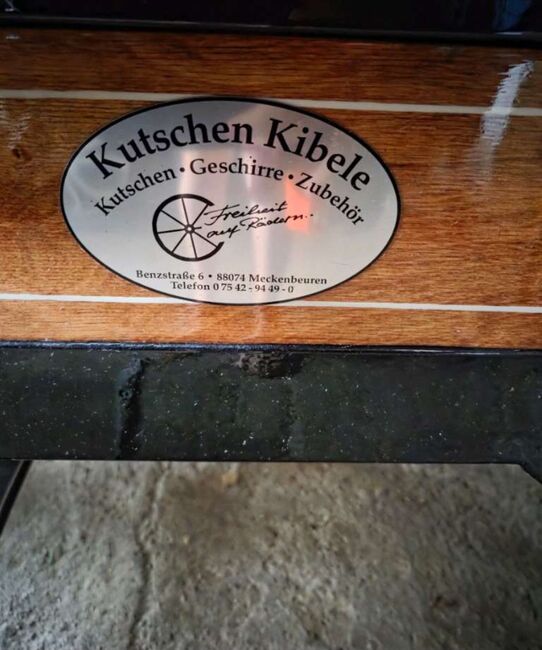 Kutschen Kibele
Kutschen • Geschirre • Zubehör
Freiheit
auf Rädern..
Benzstraße 6 • 88074 Meckenbeuren
Telefon 0 75 42 - 94 49 - 0